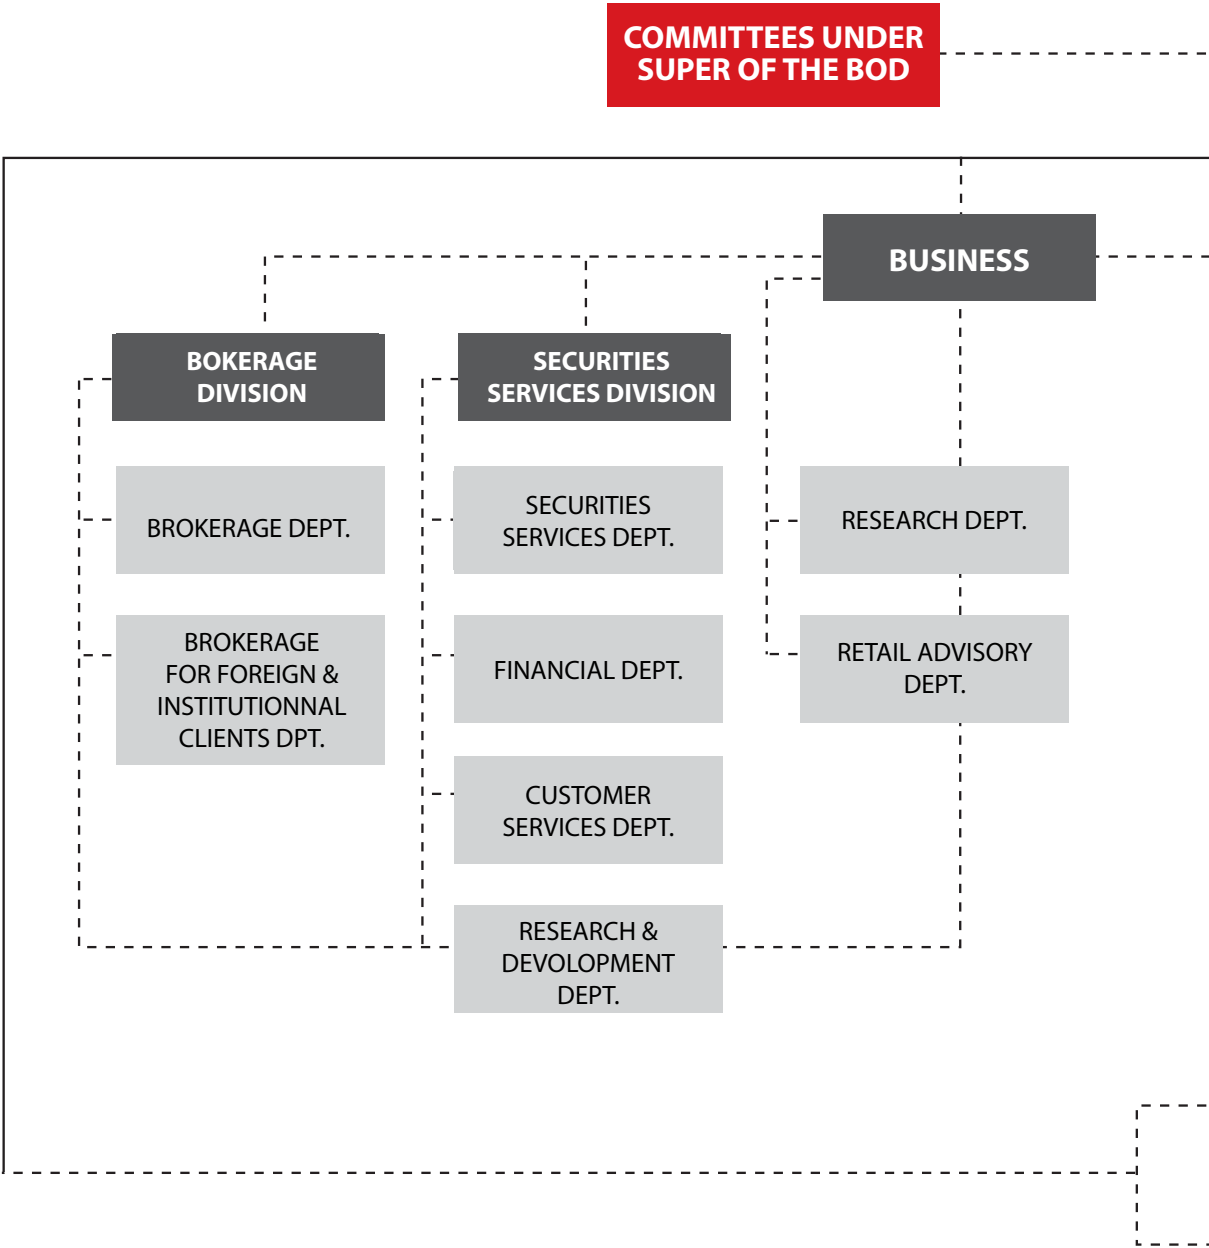 COMMITTEES UNDER
SUPER OF THE BOD
BUSINESS
BOKERAGE
DIVISION
SECURITIES
SERVICES DIVISION
BROKERAGE DEPT.
SECURITIES
SERVICES DEPT.
RESEARCH DEPT.
BROKERAGE
FOR FOREIGN &
INSTITUTIONNAL
CLIENTS DPT.
FINANCIAL DEPT.
RETAIL ADVISORY
DEPT.
CUSTOMER
SERVICES DEPT.
RESEARCH &
DEVOLOPMENT
DEPT.